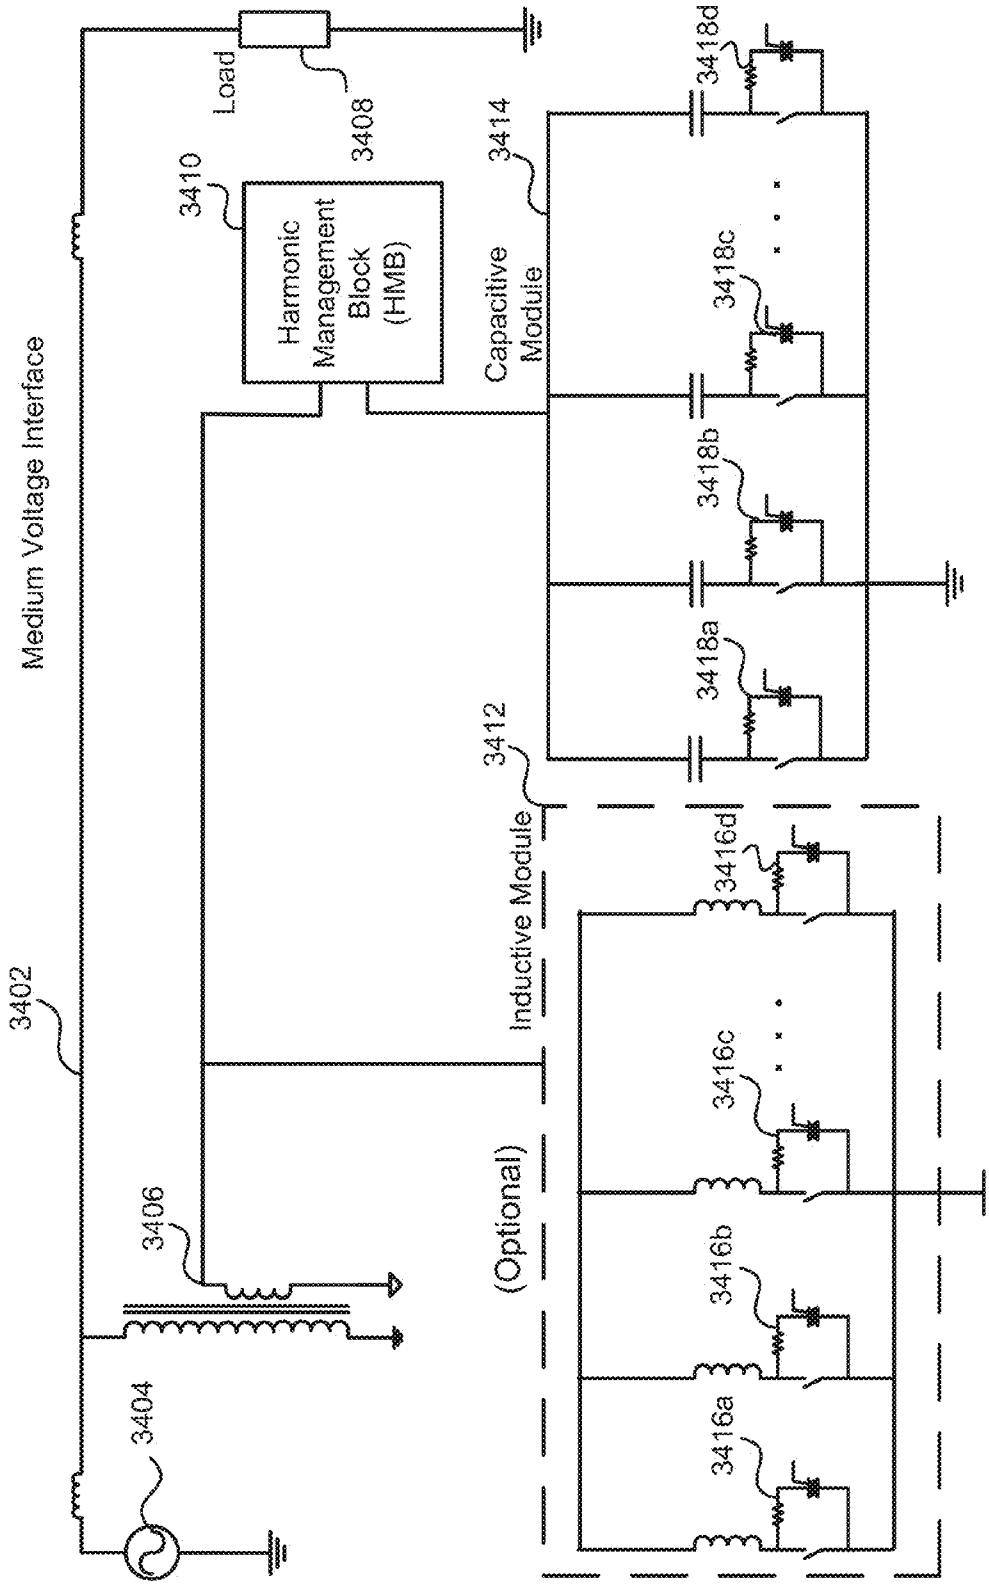 Medium Voltage Interface
3402
3404
3406
Load
3408
3410
Harmonic
Management
Block
(HMB)
(Optional)
Inductive Module
3412
Capacitive
Module
3414
3416a
3416b
3416c
3416d
3418a
3418b
3418c
3418d